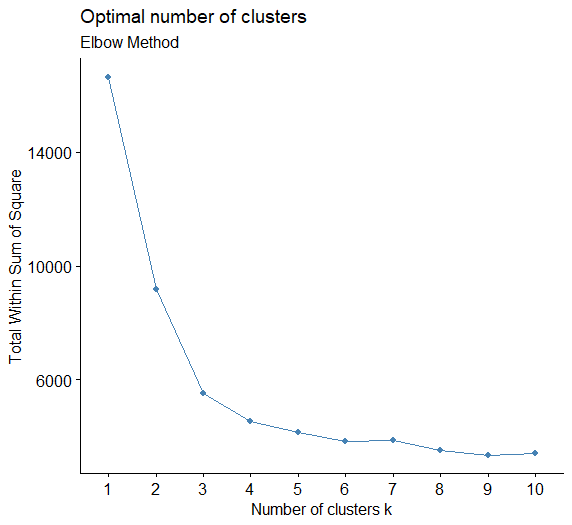 Optimal number of clusters
Elbow Method
Total Within Sum of Square
14000
10000
6000
1 2 3 4 5 6 7 8 9 10
Number of clusters k